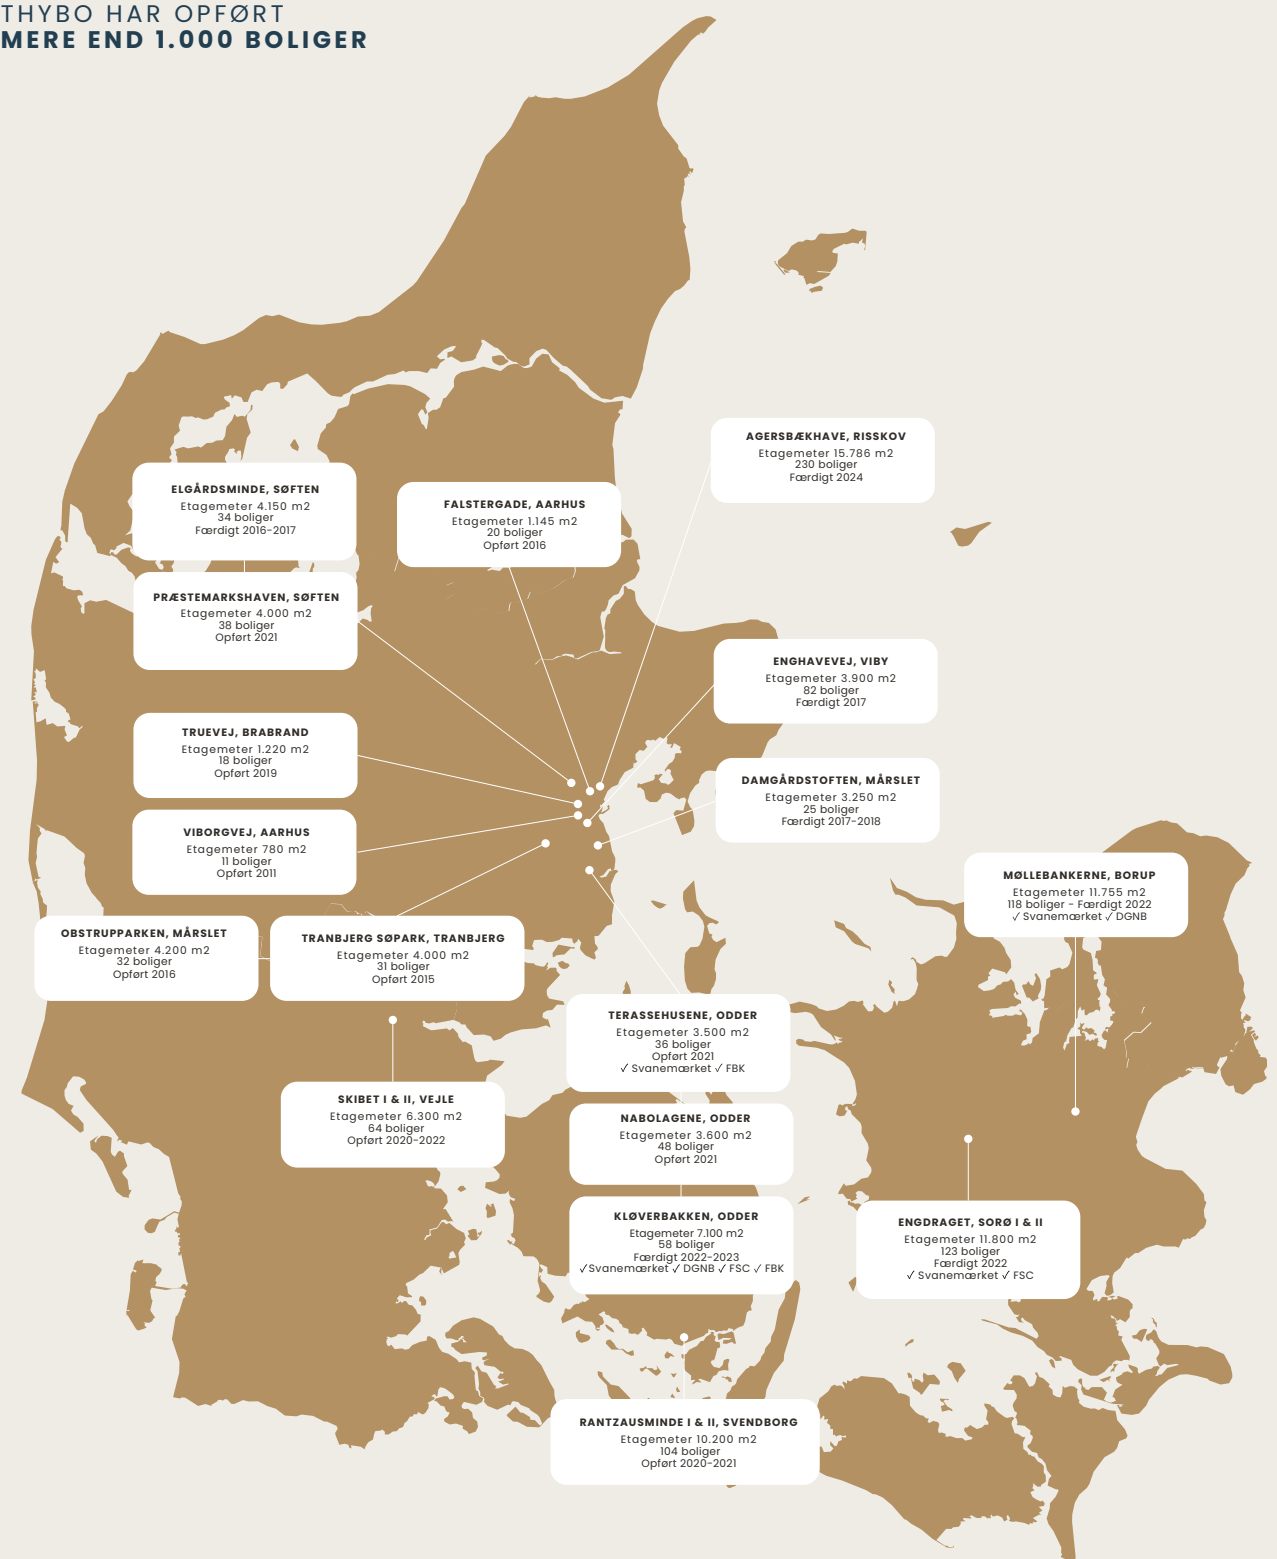 THYBO HAR OPFØRT
MERE END 1.000 BOLIGER
AGERSBÆKHAVE, RISSKOV
Etagemeter 15.786 m2
230 boliger
Færdigt 2024
ELGÅRDSMINDE, SØFTEN
Etagemeter 4.150 m2
34 boliger
Færdigt 2016-2017
FALSTERGADE, AARHUS
Etagemeter 1.145 m2
20 boliger
Opført 2016
PRÆSTEMARKSHAVEN, SØFTEN
Etagemeter 4.000 m2
38 boliger
Opført 2021
ENGHAVEVEJ, VIBY
Etagemeter 3.900 m2
82 boliger
Færdigt 2017
TRUEVEJ, BRABRAND
Etagemeter 1.220 m2
18 boliger
Opført 2019
DAMGÅRDSTOFTEN, MÅRSLET
Etagemeter 3.250 m2
25 boliger
Færdigt 2017-2018
VIBORGVEJ, AARHUS
Etagemeter 780 m2
11 boliger
Opført 2011
MØLLEBANKERNE, BORUP
Etagemeter 11.755 m2
118 boliger - Færdigt 2022
✓ Svanemærket ✓ DGNB
OBSTRUPPARKEN, MÅRSLET
Etagemeter 4.200 m2
32 boliger
Opført 2016
TRANBJERG SØPARK, TRANBJERG
Etagemeter 4.000 m2
31 boliger
Opført 2015
TERASSEHUSENE, ODDER
Etagemeter 3.500 m2
36 boliger
Opført 2021
✓ Svanemærket ✓ FBK
SKIBET I & II, VEJLE
Etagemeter 6.300 m2
64 boliger
Opført 2020-2022
NABOLAGENE, ODDER
Etagemeter 3.600 m2
48 boliger
Opført 2021
KLØVERBAKKEN, ODDER
Etagemeter 7.100 m2
58 boliger
Færdigt 2022-2023
✓Svanemærket ✓ DGNB ✓ FSC ✓ FBK
ENGDRAGET, SORØ I & II
Etagemeter 11.800 m2
123 boliger
Færdigt 2022
✓ Svanemærket ✓ FSC
RANTZAUSMINDE I & II, SVENDBORG
Etagemeter 10.200 m2
104 boliger
Opført 2020-2021